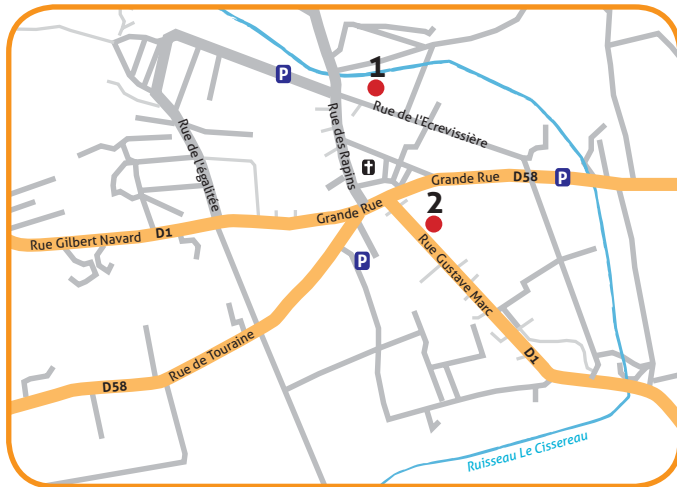 P
1
Rue de l'Ecrevissière
Rue des Rapins
Rue de l'égalitée
Grande Rue
D58
P
Grande Rue
2
Rue Gilbert Navard
D1
P
Rue Gustave Marc
D1
Rue de Touraine
D58
Ruisseau Le Cissereau